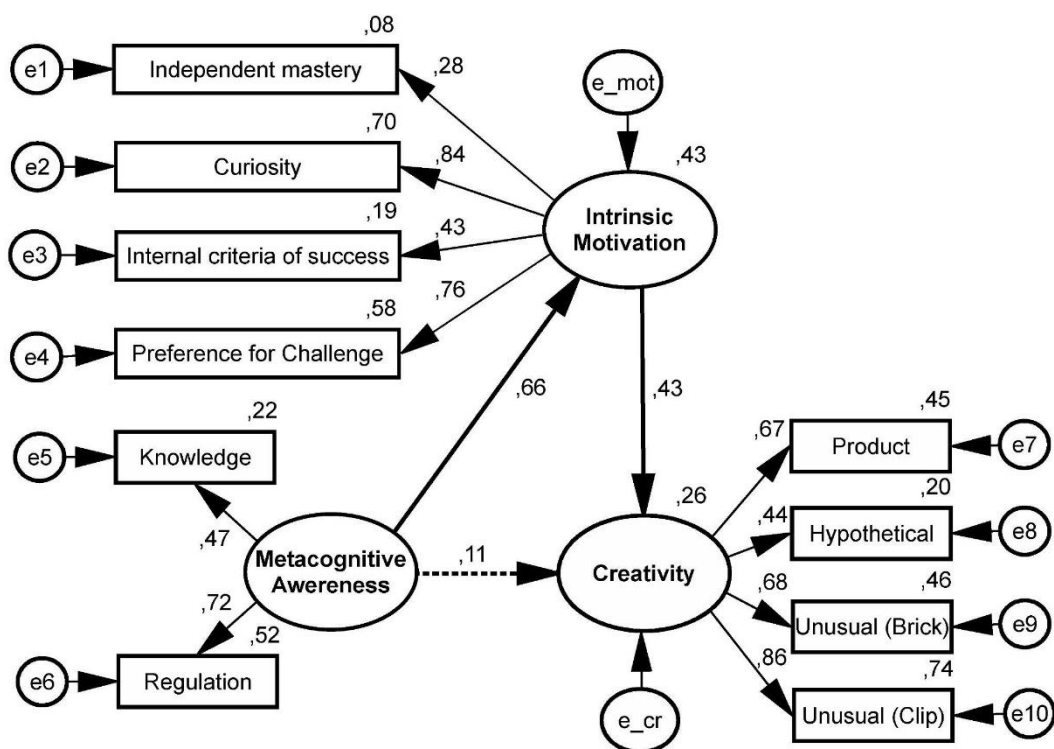 ,08
e1
Independent mastery
,28
e_mot
,70
,43
e2
Curiosity
,84
Intrinsic
Motivation
,19
e3
Internal criteria of success
,43
,58
,76
e4
Preference for Challenge
,66
,43
,22
,45
e5
Knowledge
,67
Product
e7
,47
,26
,20
Metacognitive
Awereness
,11
Creativity
,44
Hypothetical
e8
,72
,68
,46
,52
Unusual (Brick)
e9
e6
Regulation
,86
,74
e_cr
Unusual (Clip)
e10